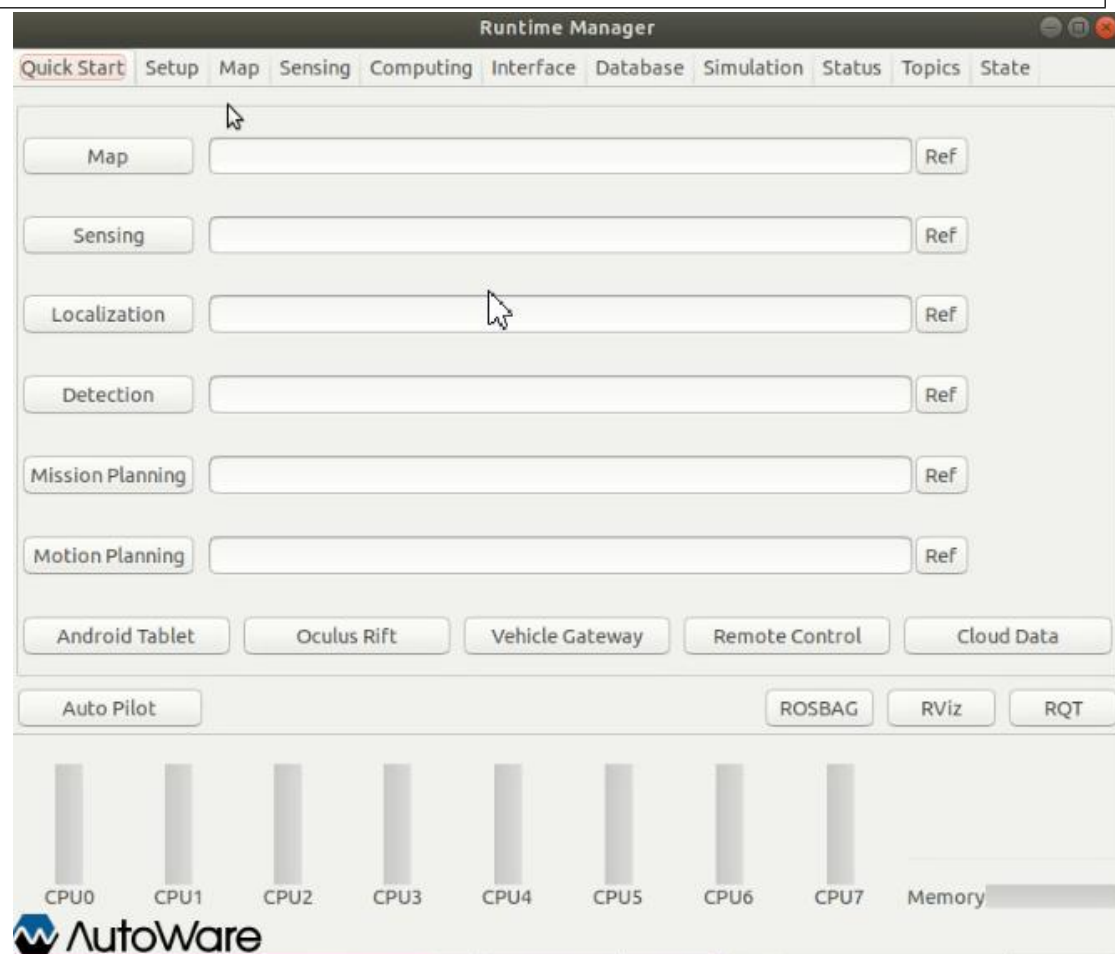 Runtime Manager
Quick Start Setup Map Sensing Computing Interface Database Simulation Status Topics State
Map Ref
Sensing Ref
Localization Ref
Detection Ref
Mission Planning Ref
Motion Planning Ref
Android Tablet Oculus Rift Vehicle Gateway Remote Control Cloud Data
Auto Pilot ROSBAG RViz RQT
CPU0 CPU1 CPU2 CPU3 CPU4 CPU5 CPU6 CPU7 Memory
AutoWare